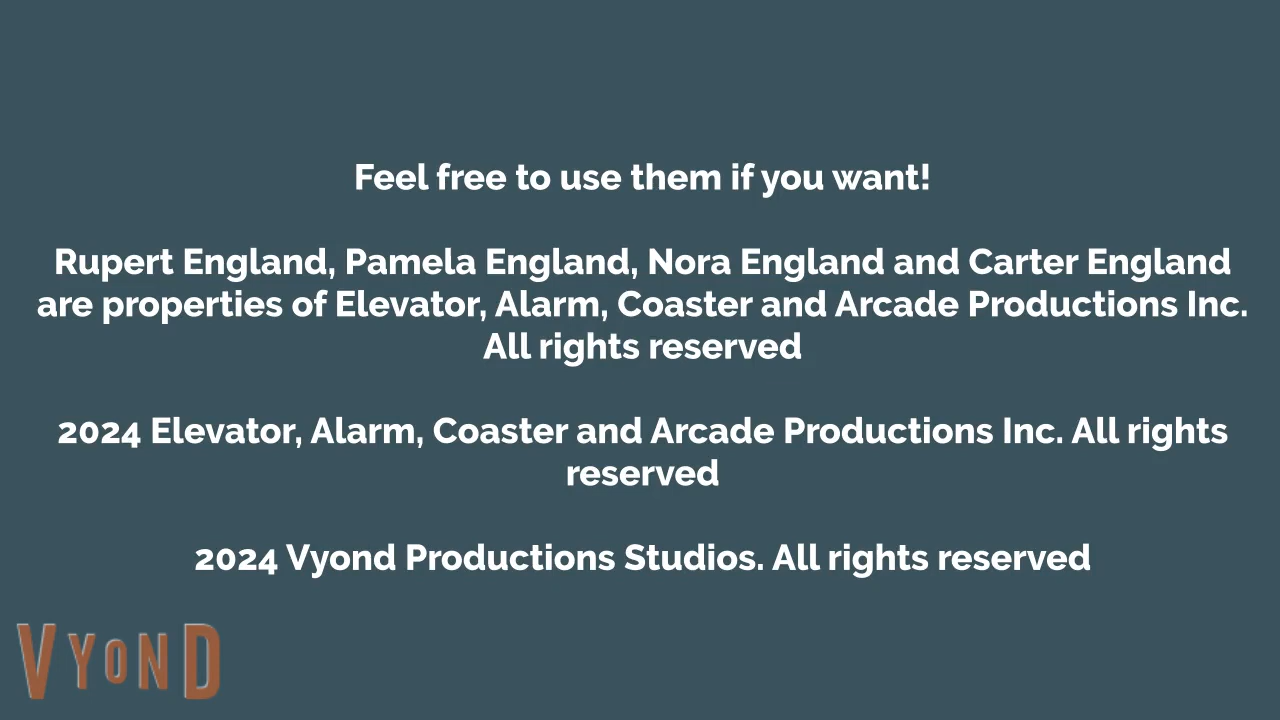 Feel free to use them if you want!
Rupert England, Pamela England, Nora England and Carter England
are properties of Elevator, Alarm, Coaster and Arcade Productions Inc.
All rights reserved
2024 Elevator, Alarm, Coaster and Arcade Productions Inc. All rights
reserved
2024 Vyond Productions Studios. All rights reserved
VYOND